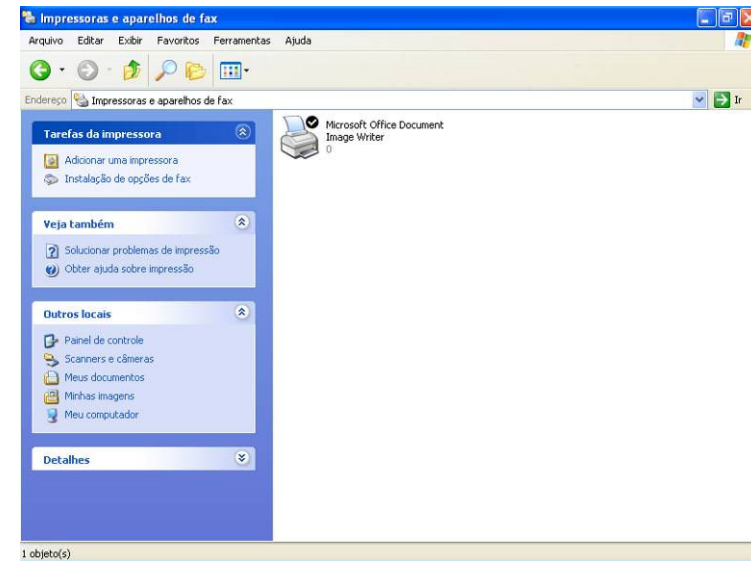 Impressoras e aparelhos de fax
Arquivo Editar Exibir Favoritos Ferramentas Ajuda
Endereço Impressoras e aparelhos de fax Ir
Tarefas da impressora
Adicionar uma impressora
Instalação de opções de fax
Veja também
Solucionar problemas de impressão
Obter ajuda sobre impressão
Outros locais
Painel de controle
Scanners e câmeras
Meus documentos
Minhas imagens
Meu computador
Detalhes
Microsoft Office Document
Image Writer
0
1 objeto(s)